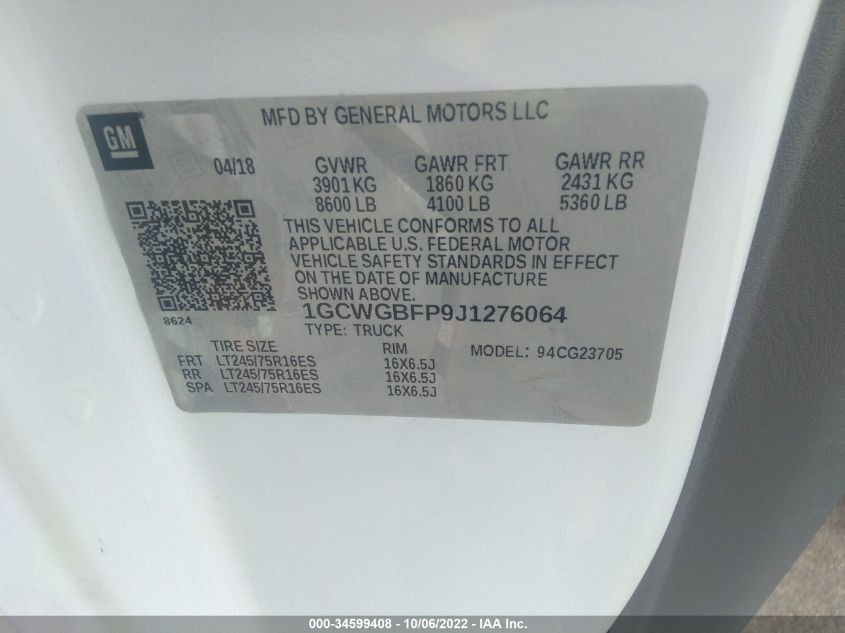 MFD BY GENERAL MOTORS LLC
GM
04/18 GVWR GAWR FRT GAWR RR
3901 KG 1860 KG 2431 KG
8600 LB 4100 LB 5360 LB
THIS VEHICLE CONFORMS TO ALL
APPLICABLE U.S. FEDERAL MOTOR
VEHICLE SAFETY STANDARDS IN EFFECT
ON THE DATE OF MANUFACTURE
SHOWN ABOVE.
8624
1GCWGBFP9J1276064
TYPE: TRUCK
TIRE SIZE RIM MODEL: 94CG23705
FRT LT245/75R16ES 16X6.5J
RR LT245/75R16ES 16X6.5J
SPA LT245/75R16ES 16X6.5J
000-34599408 - 10/06/2022 - IAA Inc.